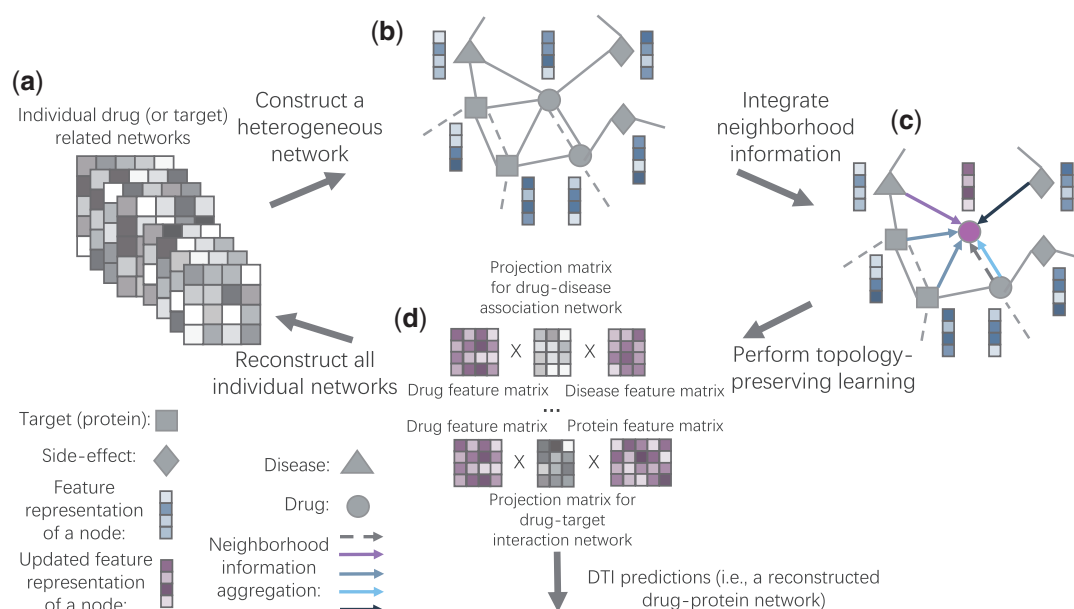 (a)
Individual drug (or target)
related networks
Construct a
heterogeneous
network
(b)
Integrate
neighborhood
information
(c)
Projection matrix
for drug-disease
association network
(d)
X X
Drug feature matrix Disease feature matrix
...
Drug feature matrix Protein feature matrix
X X
Projection matrix for
drug-target
interaction network
Perform topology-
preserving learning
Reconstruct all
individual networks
Target (protein):
Side-effect:
Feature
representation
of a node:
Updated feature
representation
of a node:
Disease:
Drug:
Neighborhood
information
aggregation:
DTI predictions (i.e., a reconstructed
drug-protein network)